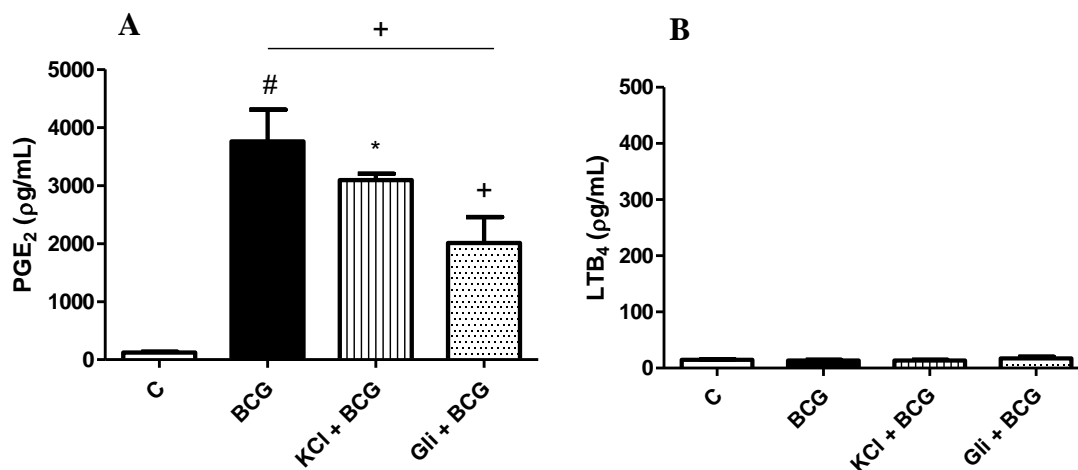 A
+
5000
4000
3000
2000
1000
0
PGE₂ (ρg/mL)
#
*
+
C
BCG
KCl + BCG
Gli + BCG
B
500
400
300
200
100
0
LTB₄ (ρg/mL)
C
BCG
KCl + BCG
Gli + BCG